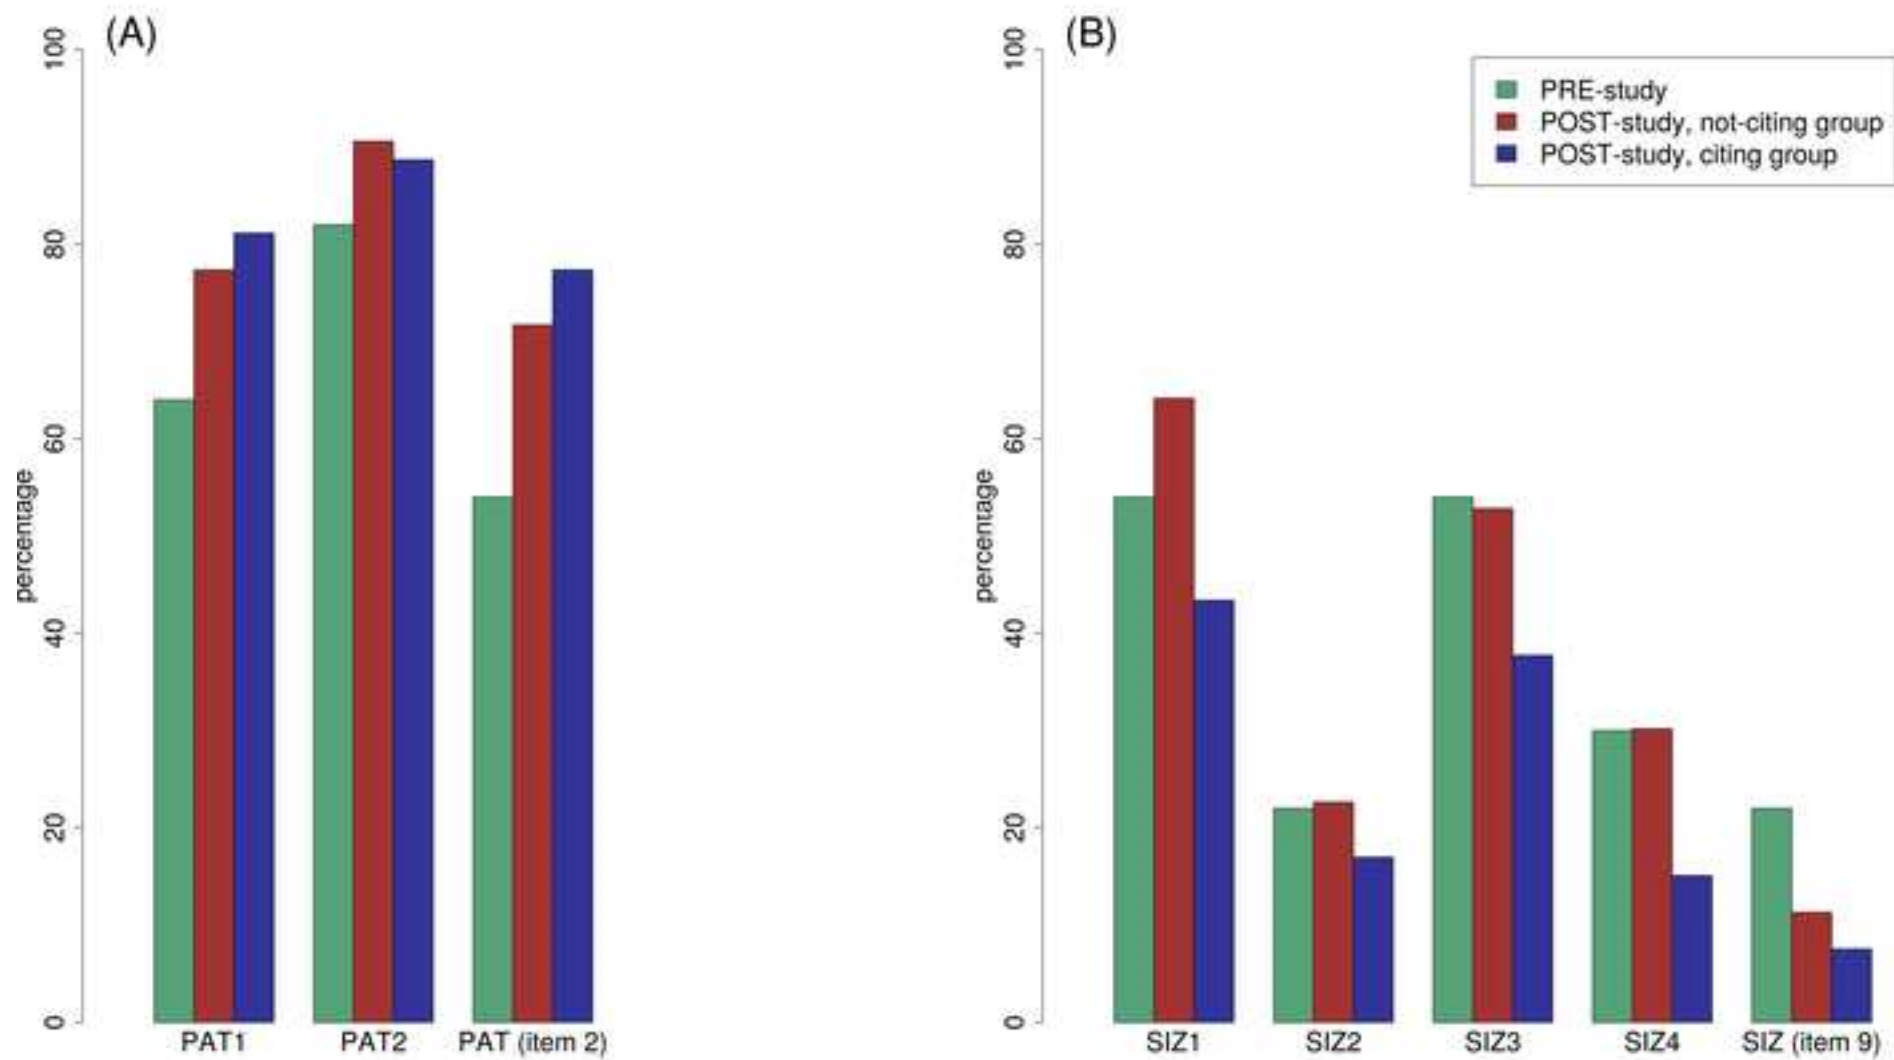 (A)
percentage
0
20
40
60
80
100
PAT1
PAT2
PAT (item 2)
(B)
percentage
0
20
40
60
80
100
PRE-study
POST-study, not-citing group
POST-study, citing group
SIZ1
SIZ2
SIZ3
SIZ4
SIZ (item 9)